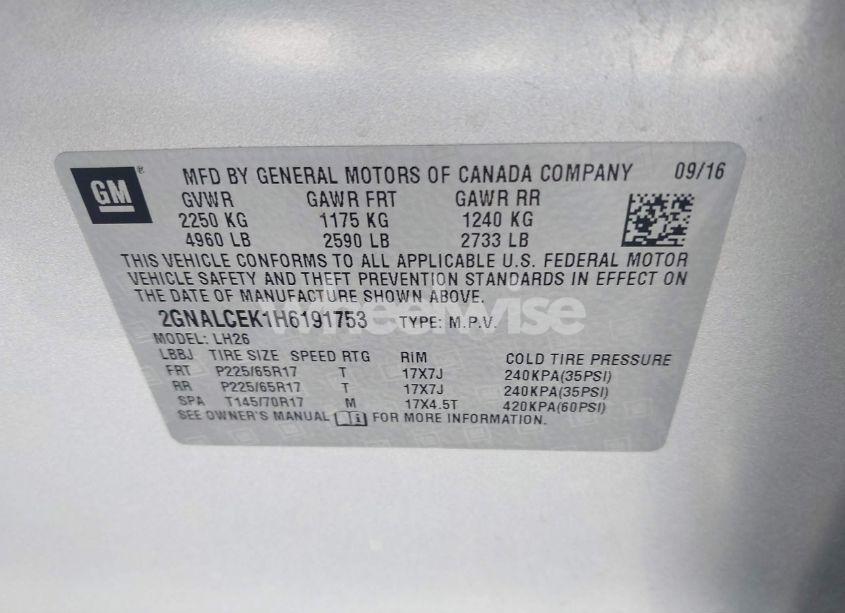 GM ®
MFD BY GENERAL MOTORS OF CANADA COMPANY 09/16
GVWR GAWR FRT GAWR RR
2250 KG 1175 KG 1240 KG
4960 LB 2590 LB 2733 LB
THIS VEHICLE CONFORMS TO ALL APPLICABLE U.S. FEDERAL MOTOR
VEHICLE SAFETY AND THEFT PREVENTION STANDARDS IN EFFECT ON
THE DATE OF MANUFACTURE SHOWN ABOVE.
2GNALCEK1H6191753 TYPE: M.P.V.
wheelwise
MODEL: LH26
LBBJ TIRE SIZE SPEED RTG RIM COLD TIRE PRESSURE
FRT P225/65R17 T 17X7J 240KPA(35PSI)
RR P225/65R17 T 17X7J 240KPA(35PSI)
SPA T145/70R17 M 17X4.5T 420KPA(60PSI)
SEE OWNER'S MANUAL i FOR MORE INFORMATION.